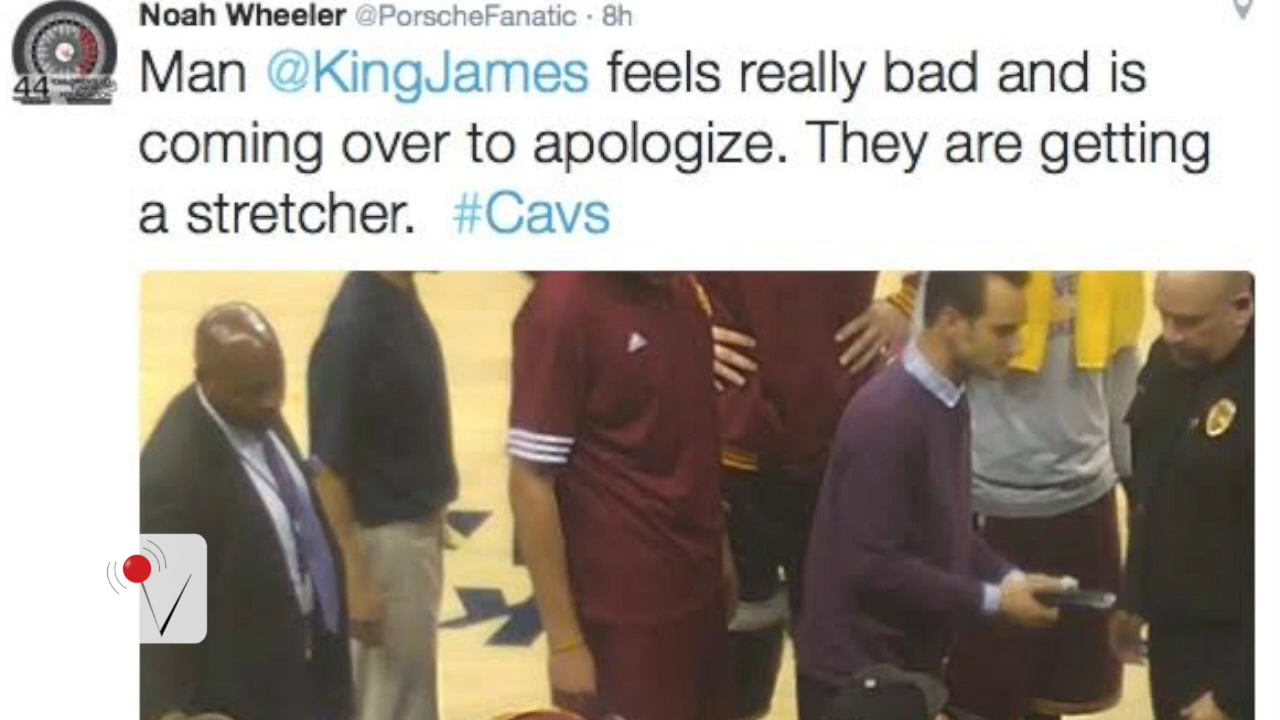 Noah Wheeler @PorscheFanatic · 8h
44
Man @KingJames feels really bad and is
coming over to apologize. They are getting
a stretcher. #Cavs